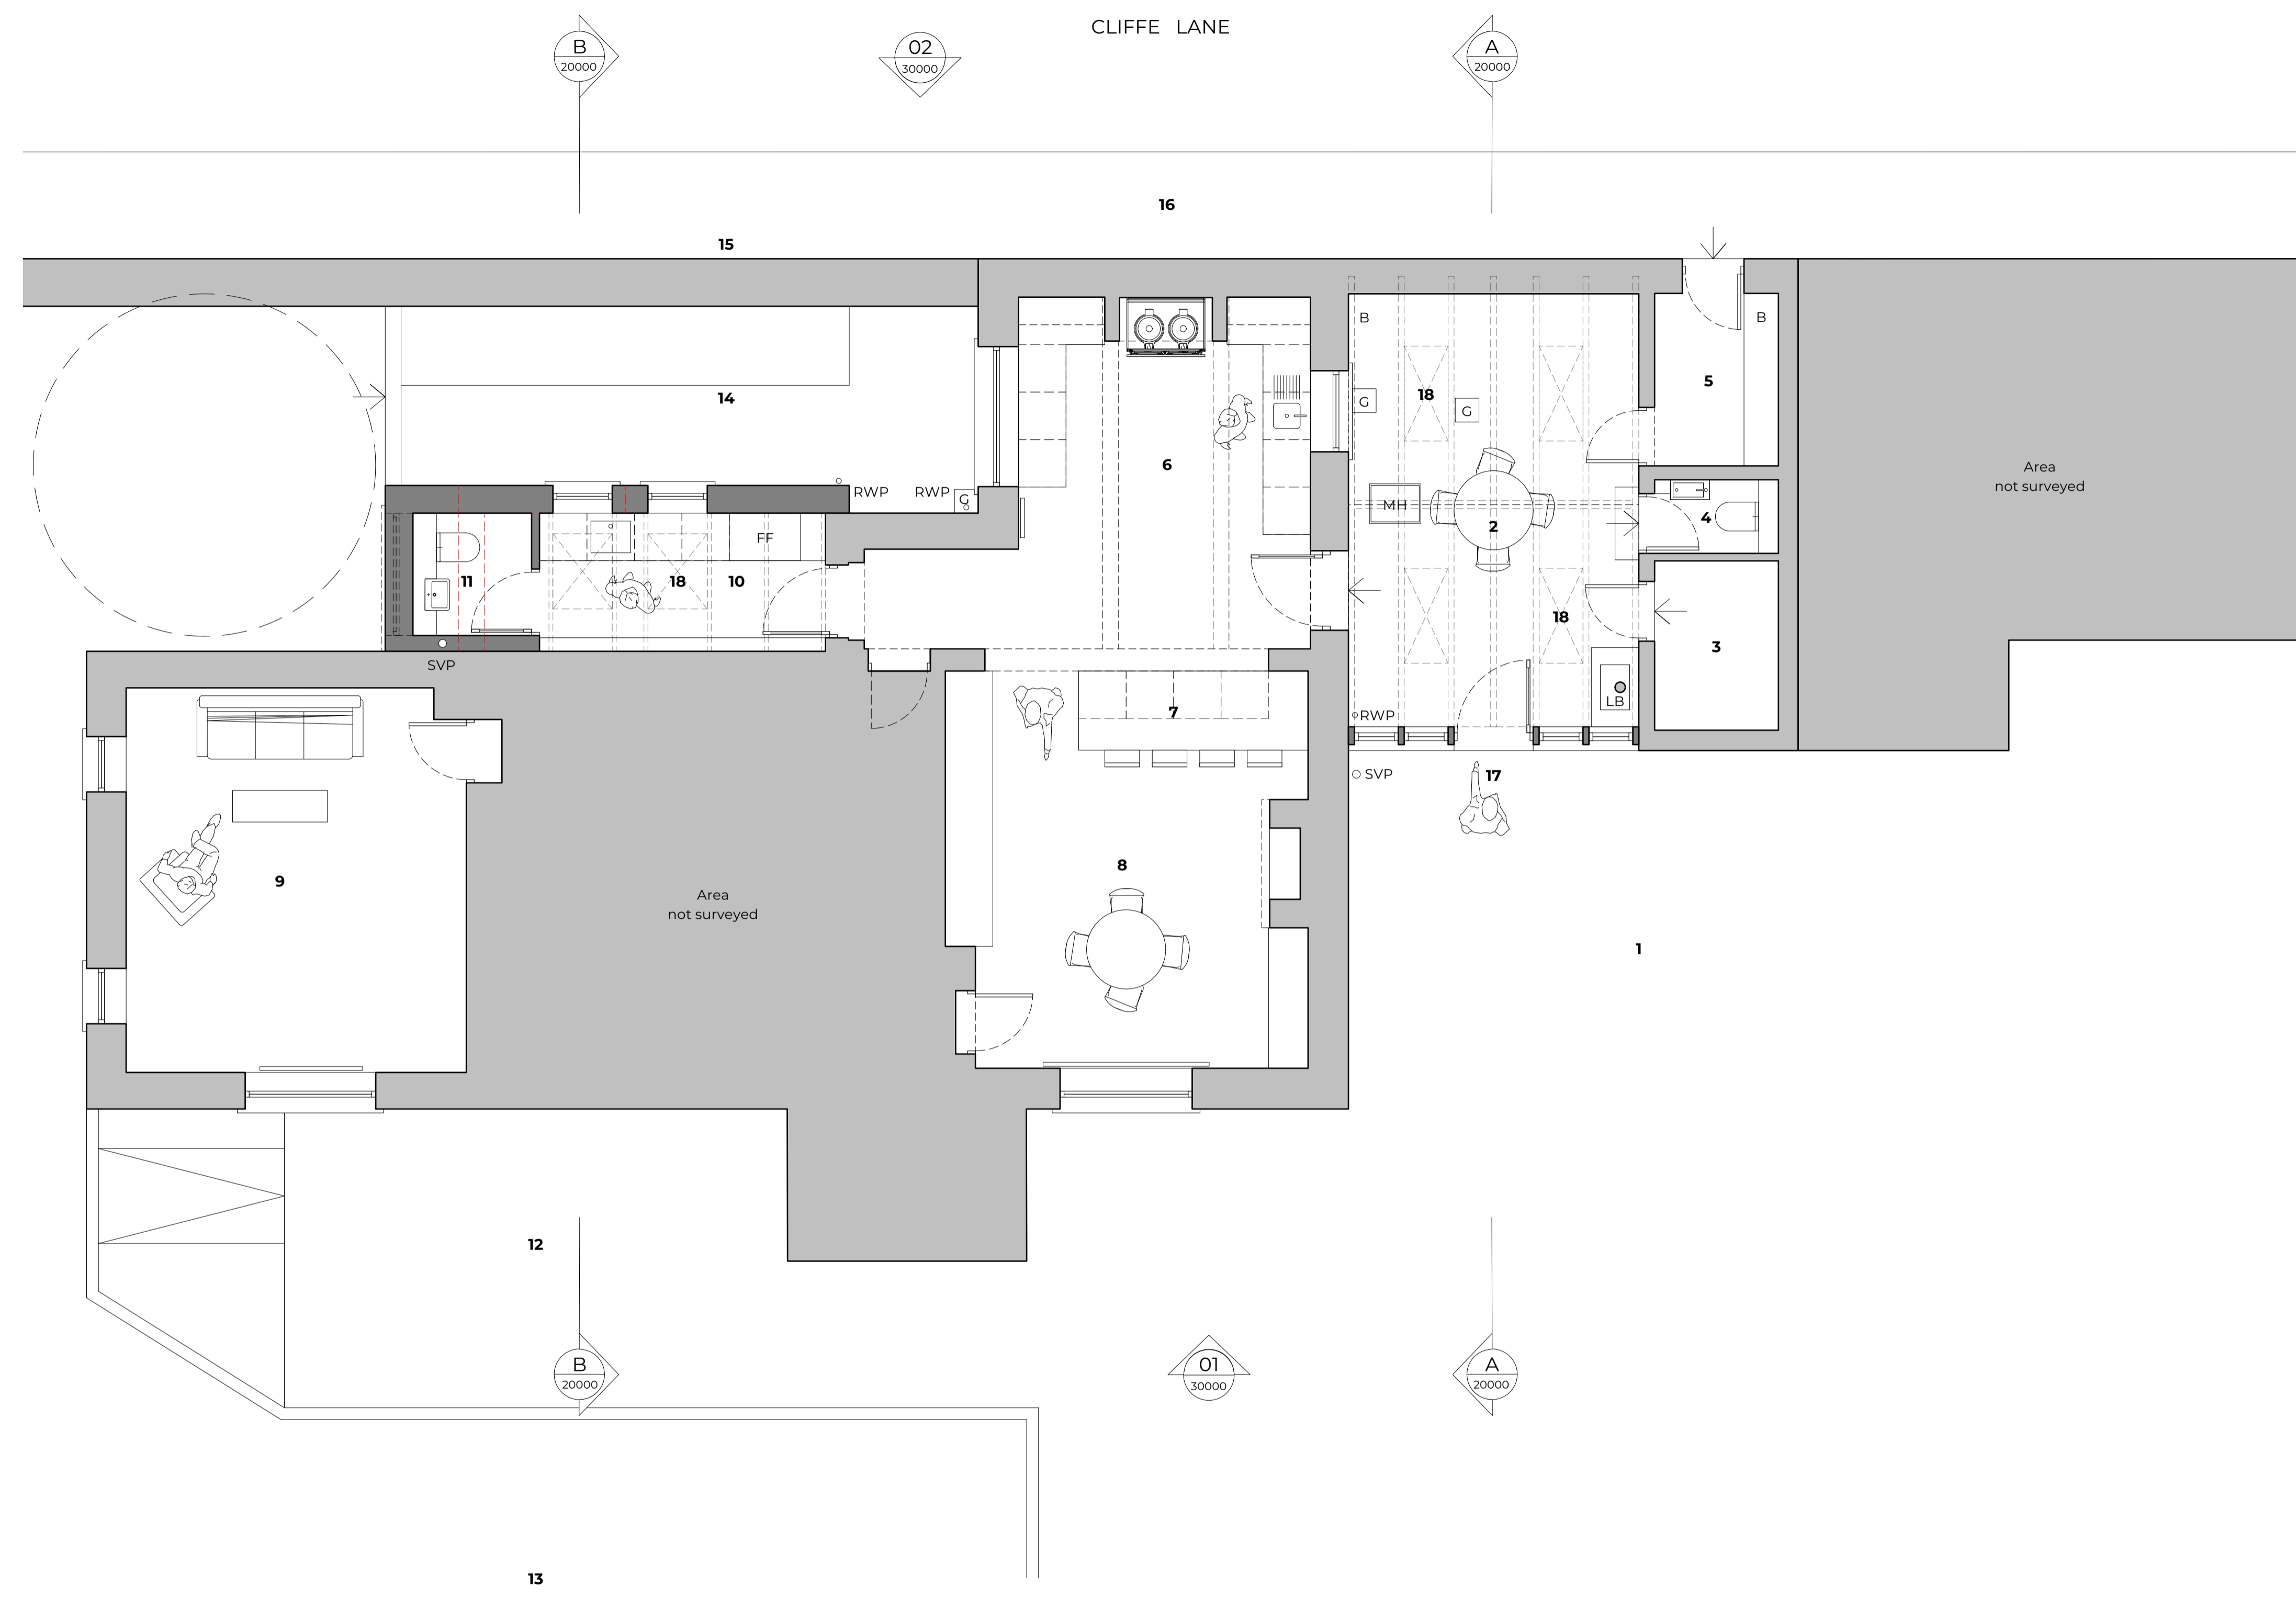 CLIFFE LANE
B
20000
02
30000
A
20000
16
15
B
B
5
14
18
G
G
6
Area
not surveyed
RWP
RWP
G
MH
4
2
FF
11
18
10
18
3
SVP
LB
7
RWP
SVP
17
8
9
Area
not surveyed
1
12
B
20000
01
30000
A
20000
13